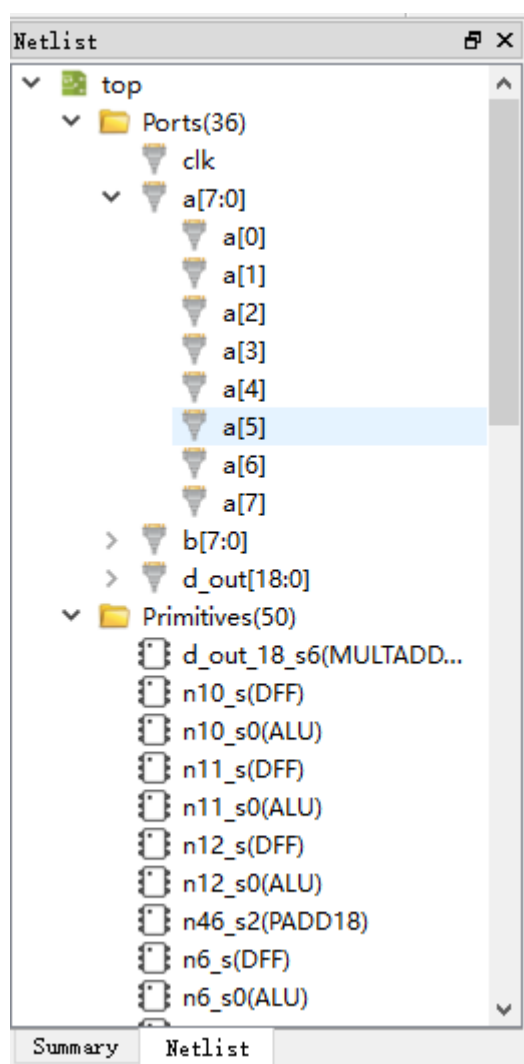 Netlist
top
Ports(36)
clk
a[7:0]
a[0]
a[1]
a[2]
a[3]
a[4]
a[5]
a[6]
a[7]
b[7:0]
d_out[18:0]
Primitives(50)
d_out_18_s6(MULTADD...
n10_s(DFF)
n10_s0(ALU)
n11_s(DFF)
n11_s0(ALU)
n12_s(DFF)
n12_s0(ALU)
n46_s2(PADD18)
n6_s(DFF)
n6_s0(ALU)
Summary Netlist